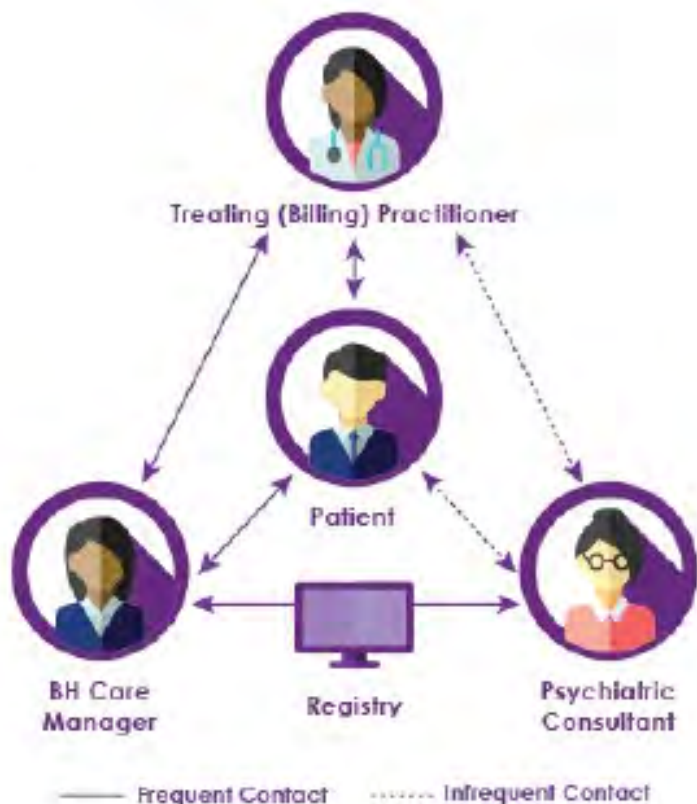 Treating (Billing) Practitioner
Patient
BH Care
Manager
Registry
Psychiatric
Consultant
Frequent Contact
Infrequent Contact